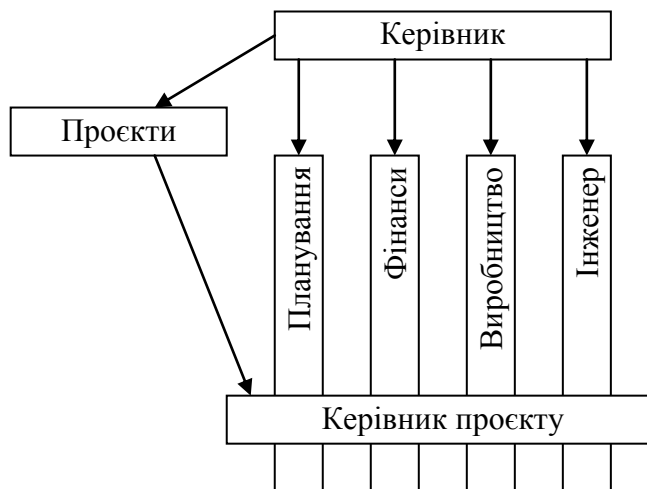 Керівник
Проєкти
Планування
Фінанси
Виробництво
Інженер
Керівник проєкту